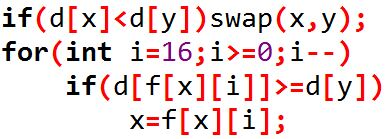 if(d[x]<d[y])swap(x,y);
for(int i=16;i>=0;i--)
    if(d[f[x][i]]>=d[y])
        x=f[x][i];